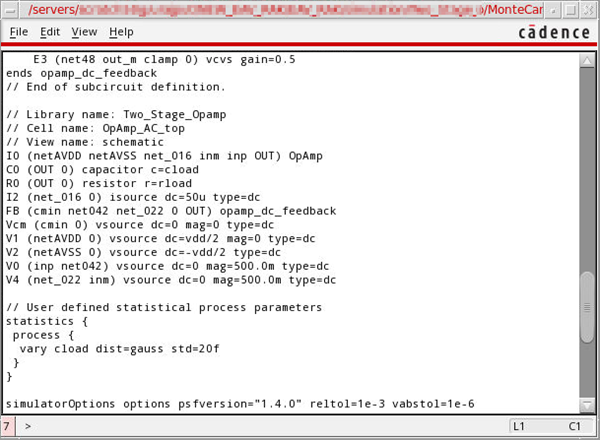 /servers/ /MonteCar
File Edit View Help
cādence
E3 (net48 out_m clamp 0) vcvs gain=0.5
ends opamp_dc_feedback
// End of subcircuit definition.
// Library name: Two_Stage_Opamp
// Cell name: OpAmp_AC_top
// View name: schematic
I0 (netAVDD netAVSS net_016 inm inp OUT) OpAmp
C0 (OUT 0) capacitor c=cload
R0 (OUT 0) resistor r=rload
I2 (net_016 0) isource dc=50u type=dc
FB (cmin net042 net_022 0 OUT) opamp_dc_feedback
Vcm (cmin 0) vsource dc=0 mag=0 type=dc
V1 (netAVDD 0) vsource dc=vdd/2 mag=0 type=dc
V2 (netAVSS 0) vsource dc=-vdd/2 type=dc
V0 (inp net042) vsource dc=0 mag=500.0m type=dc
V4 (net_022 inm) vsource dc=0 mag=500.0m type=dc
// User defined statistical process parameters
statistics {
process {
vary cload dist=gauss std=20f
}
}
simulatorOptions options psfversion="1.4.0" reltol=1e-3 vabstol=1e-6
7 > L1 C1